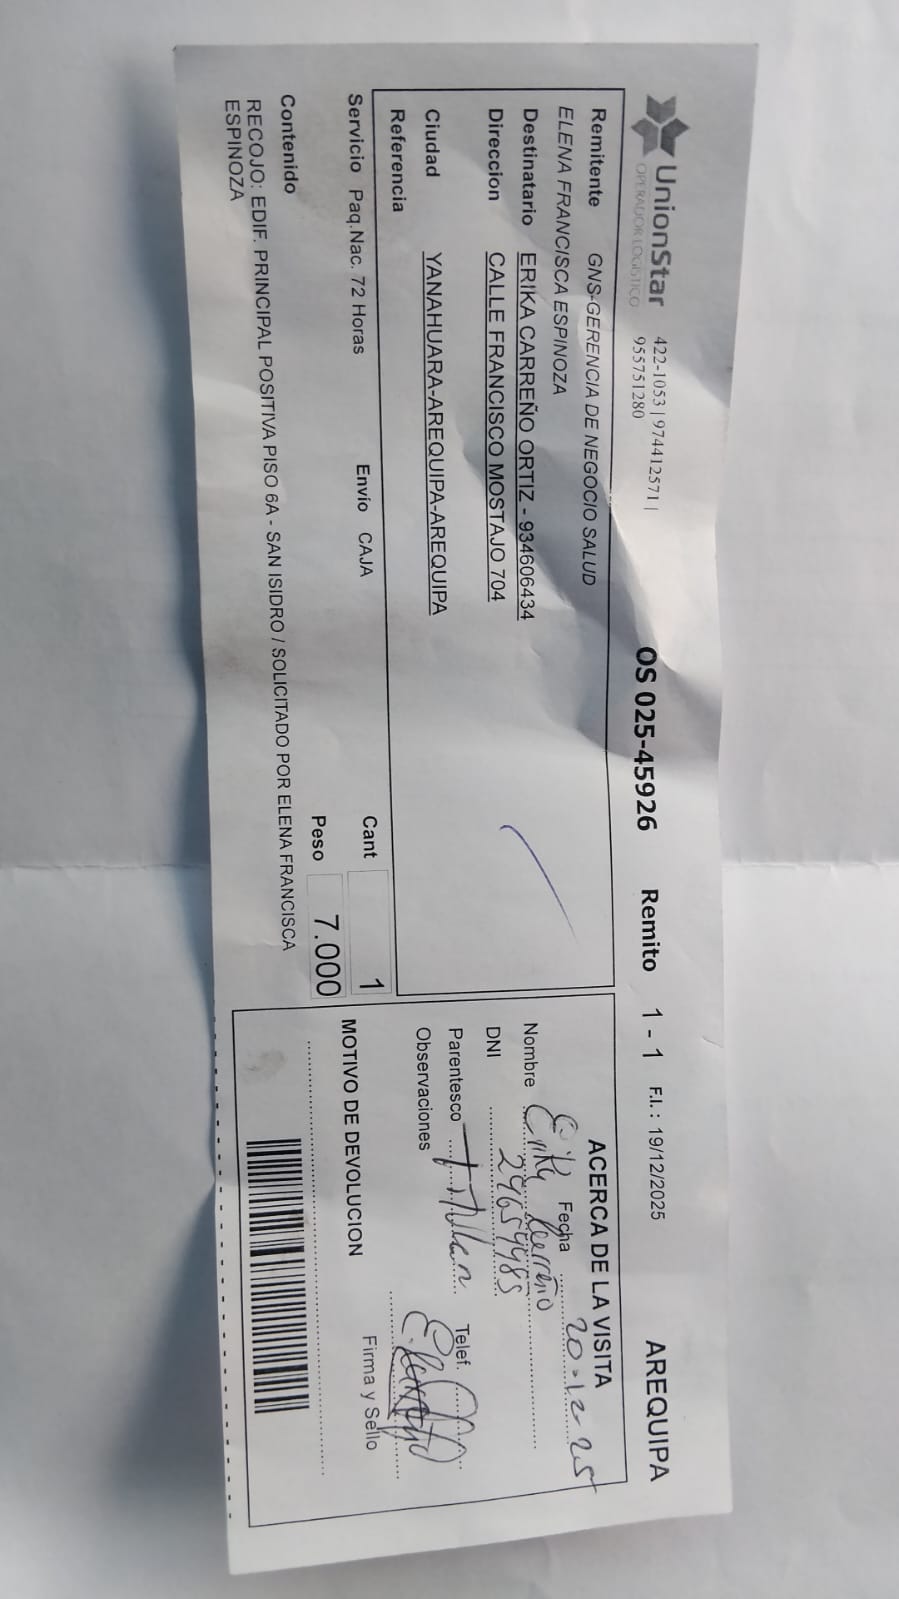 UnionStar
OPERADOR LOGISTICO
422-1053 | 974412571 |
955751280
OS 025-45926 Remito 1 - 1 F.I.: 19/12/2025 AREQUIPA
Remitente GNS-GERENCIA DE NEGOCIO SALUD
ELENA FRANCISCA ESPINOZA
Destinatario ERIKA CARREÑO ORTIZ - 934606434
Direccion CALLE FRANCISCO MOSTAJO 704
Ciudad YANAHUARA-AREQUIPA-AREQUIPA
Referencia
Servicio Paq.Nac. 72 Horas Envio CAJA Cant 1
Peso 7.000
Contenido
RECOJO: EDIF. PRINCIPAL POSITIVA PISO 6A - SAN ISIDRO / SOLICITADO POR ELENA FRANCISCA
ESPINOZA
ACERCA DE LA VISITA
Fecha 20-12-25
Nombre Erika Carreño
DNI
Parentesco Titular Telef.
Observaciones
MOTIVO DE DEVOLUCION Firma y Sello